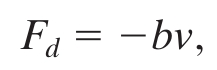 F_d = −bv,